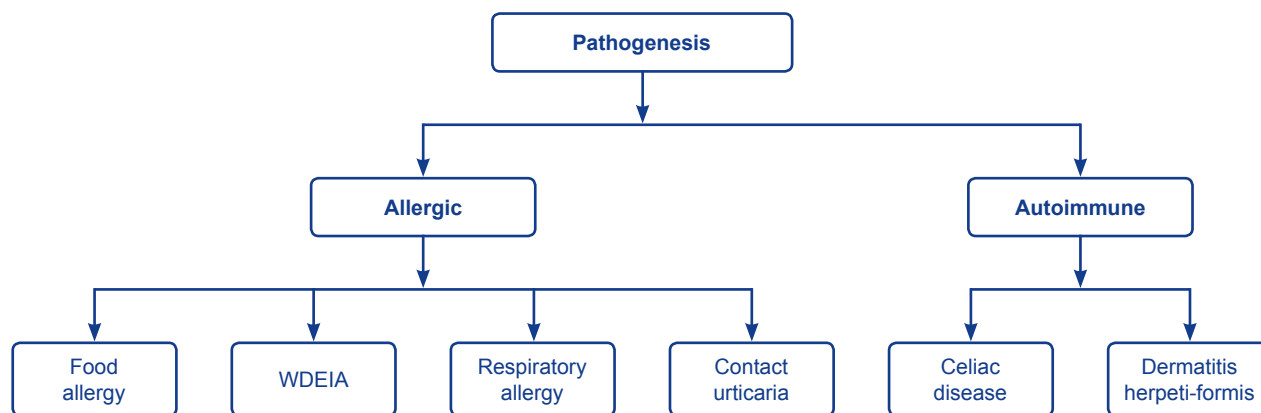 Pathogenesis
Allergic
Autoimmune
Food
allergy
WDEIA
Respiratory
allergy
Contact
urticaria
Celiac
disease
Dermatitis
herpeti-formis